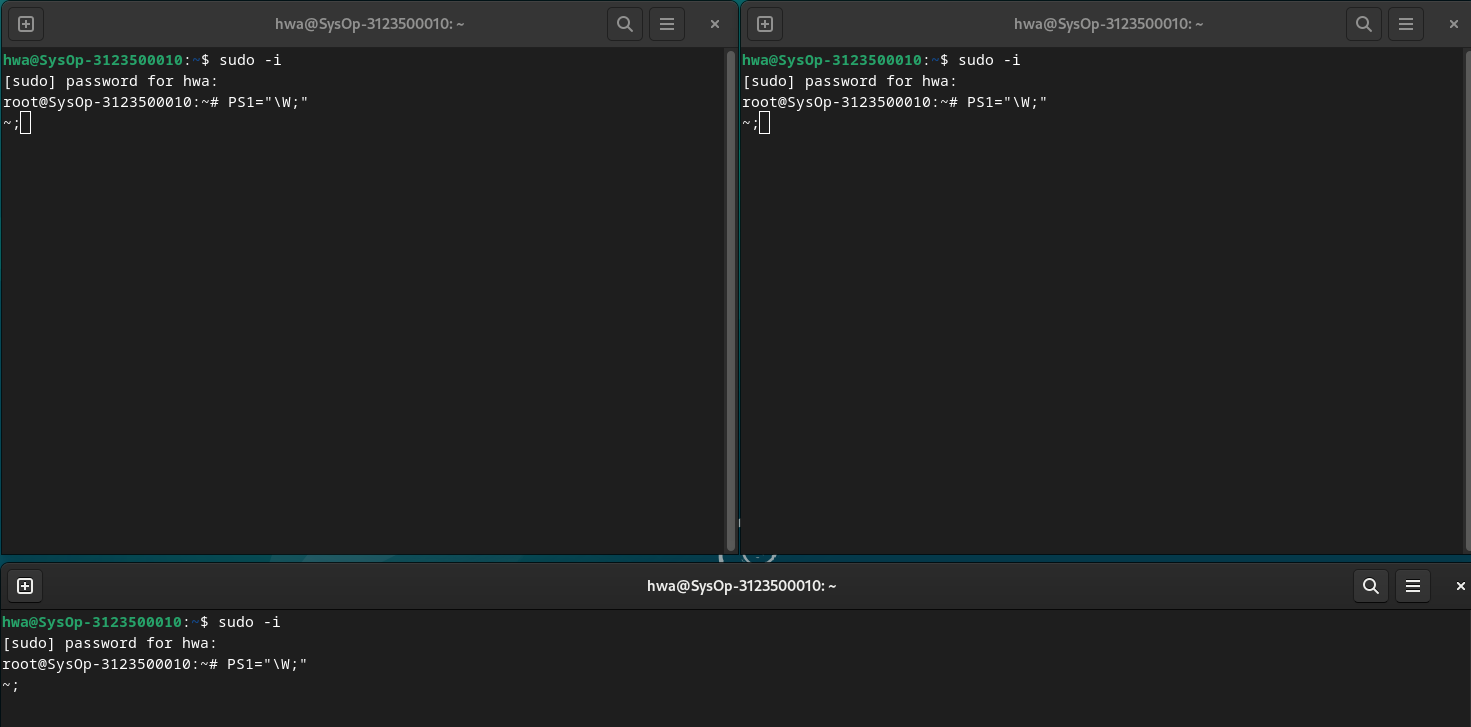 hwa@SysOp-3123500010: ~
hwa@SysOp-3123500010:~$ sudo -i
[sudo] password for hwa:
root@SysOp-3123500010:~# PS1="\W;"
~;
hwa@SysOp-3123500010: ~
hwa@SysOp-3123500010:~$ sudo -i
[sudo] password for hwa:
root@SysOp-3123500010:~# PS1="\W;"
~;
hwa@SysOp-3123500010: ~
hwa@SysOp-3123500010:~$ sudo -i
[sudo] password for hwa:
root@SysOp-3123500010:~# PS1="\W;"
~;